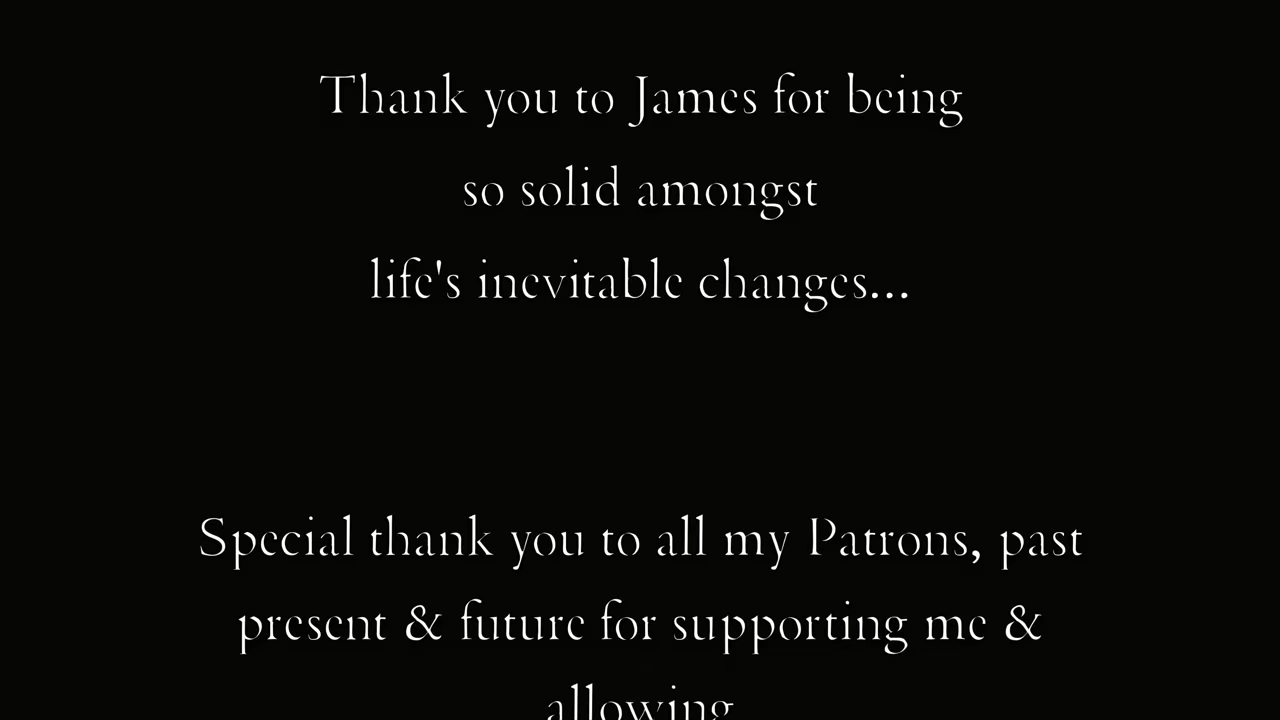 Thank you to James for being
so solid amongst
life's inevitable changes...
Special thank you to all my Patrons, past
present & future for supporting me &
allowing